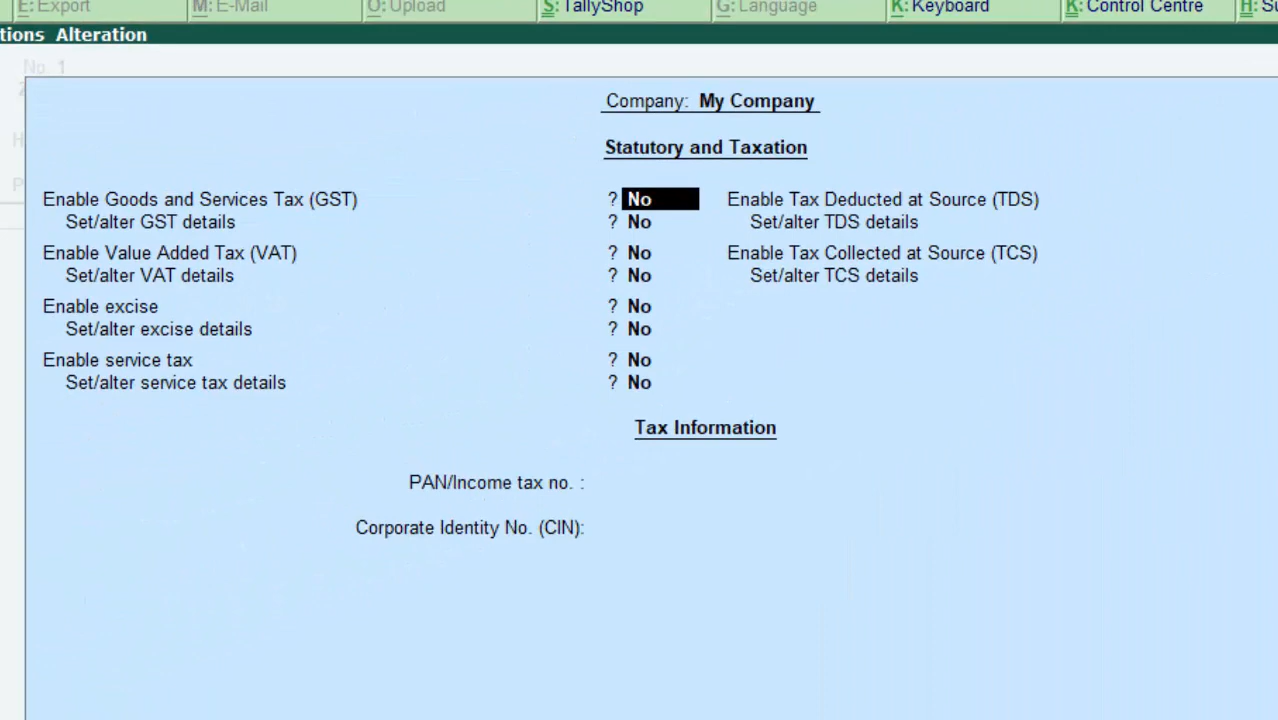 E: Export M: E-Mail O: Upload S: TallyShop G: Language K: Keyboard K: Control Centre H:
tions Alteration
No. 1
Company: My Company
Statutory and Taxation
Enable Goods and Services Tax (GST) ? No Enable Tax Deducted at Source (TDS)
Set/alter GST details ? No Set/alter TDS details
Enable Value Added Tax (VAT) ? No Enable Tax Collected at Source (TCS)
Set/alter VAT details ? No Set/alter TCS details
Enable excise ? No
Set/alter excise details ? No
Enable service tax ? No
Set/alter service tax details ? No
Tax Information
PAN/Income tax no. :
Corporate Identity No. (CIN):